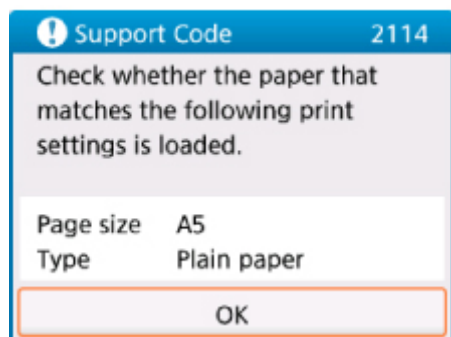 Support Code 2114
Check whether the paper that
matches the following print
settings is loaded.
Page size A5
Type Plain paper
OK